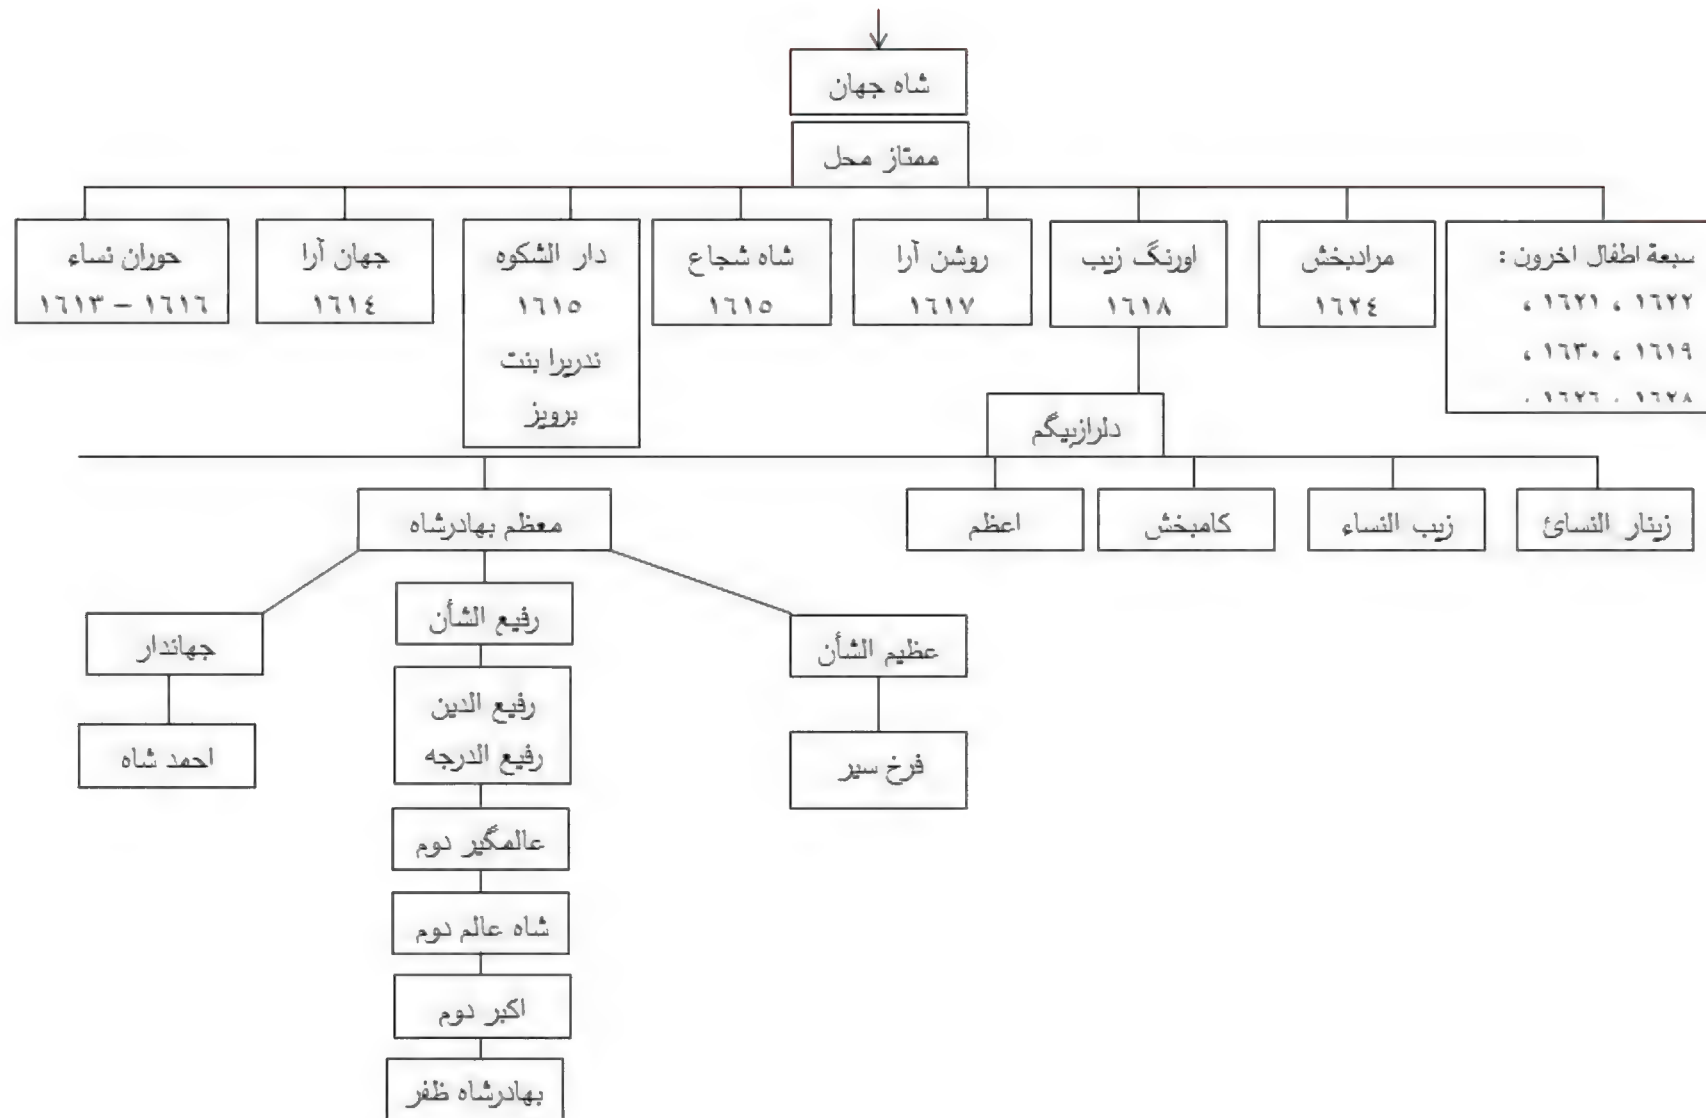 شاه جهان
ممتاز محل
سبعة اطفال اخرون :
١٦٢٢ ، ١٦٢١ ،
١٦١٩ ، ١٦٣٠ ،
١٦٢٨ ، ١٦٢٦ ،
مرادبخش
١٦٢٤
اورنگ زيب
١٦١٨
روشن آرا
١٦١٧
شاه شجاع
١٦١٥
دار الشكوه
١٦١٥
ندريرا بنت
برويز
جهان آرا
١٦١٤
حوران نساء
١٦١٦ – ١٦١٣
دلرازبيگم
زينار النسائ
زيب النساء
كامبخش
اعظم
معظم بهادرشاه
عظيم الشأن
رفيع الشأن
جهاندار
فرخ سير
رفيع الدين
رفيع الدرجه
احمد شاه
عالمگير دوم
شاه عالم دوم
اكبر دوم
بهادرشاه ظفر